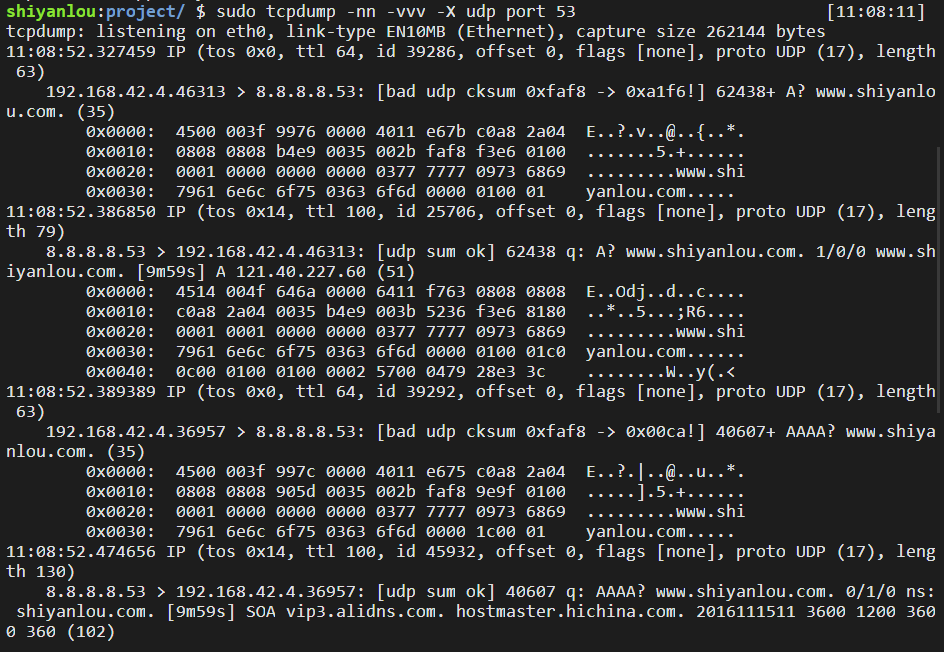 shiyanlou:project/ $ sudo tcpdump -nn -vvv -X udp port 53 [11:08:11]
tcpdump: listening on eth0, link-type EN10MB (Ethernet), capture size 262144 bytes
11:08:52.327459 IP (tos 0x0, ttl 64, id 39286, offset 0, flags [none], proto UDP (17), length
 63)
    192.168.42.4.46313 > 8.8.8.8.53: [bad udp cksum 0xfaf8 -> 0xa1f6!] 62438+ A? www.shiyanlo
u.com. (35)
        0x0000:  4500 003f 9976 0000 4011 e67b c0a8 2a04  E..?.v..@..{..*.
        0x0010:  0808 0808 b4e9 0035 002b faf8 f3e6 0100  .......5.+......
        0x0020:  0001 0000 0000 0000 0377 7777 0973 6869  .........www.shi
        0x0030:  7961 6e6c 6f75 0363 6f6d 0000 0100 01    yanlou.com.....
11:08:52.386850 IP (tos 0x14, ttl 100, id 25706, offset 0, flags [none], proto UDP (17), leng
th 79)
    8.8.8.8.53 > 192.168.42.4.46313: [udp sum ok] 62438 q: A? www.shiyanlou.com. 1/0/0 www.sh
iyanlou.com. [9m59s] A 121.40.227.60 (51)
        0x0000:  4514 004f 646a 0000 6411 f763 0808 0808  E..Odj..d..c....
        0x0010:  c0a8 2a04 0035 b4e9 003b 5236 f3e6 8180  ..*..5...;R6....
        0x0020:  0001 0001 0000 0000 0377 7777 0973 6869  .........www.shi
        0x0030:  7961 6e6c 6f75 0363 6f6d 0000 0100 01c0  yanlou.com......
        0x0040:  0c00 0100 0100 0002 5700 0479 28e3 3c    ........W..y(.<
11:08:52.389389 IP (tos 0x0, ttl 64, id 39292, offset 0, flags [none], proto UDP (17), length
 63)
    192.168.42.4.36957 > 8.8.8.8.53: [bad udp cksum 0xfaf8 -> 0x00ca!] 40607+ AAAA? www.shiya
nlou.com. (35)
        0x0000:  4500 003f 997c 0000 4011 e675 c0a8 2a04  E..?.|..@..u..*.
        0x0010:  0808 0808 905d 0035 002b faf8 9e9f 0100  .....].5.+......
        0x0020:  0001 0000 0000 0000 0377 7777 0973 6869  .........www.shi
        0x0030:  7961 6e6c 6f75 0363 6f6d 0000 1c00 01    yanlou.com.....
11:08:52.474656 IP (tos 0x14, ttl 100, id 45932, offset 0, flags [none], proto UDP (17), leng
th 130)
    8.8.8.8.53 > 192.168.42.4.36957: [udp sum ok] 40607 q: AAAA? www.shiyanlou.com. 0/1/0 ns:
 shiyanlou.com. [9m59s] SOA vip3.alidns.com. hostmaster.hichina.com. 2016111511 3600 1200 360
0 360 (102)